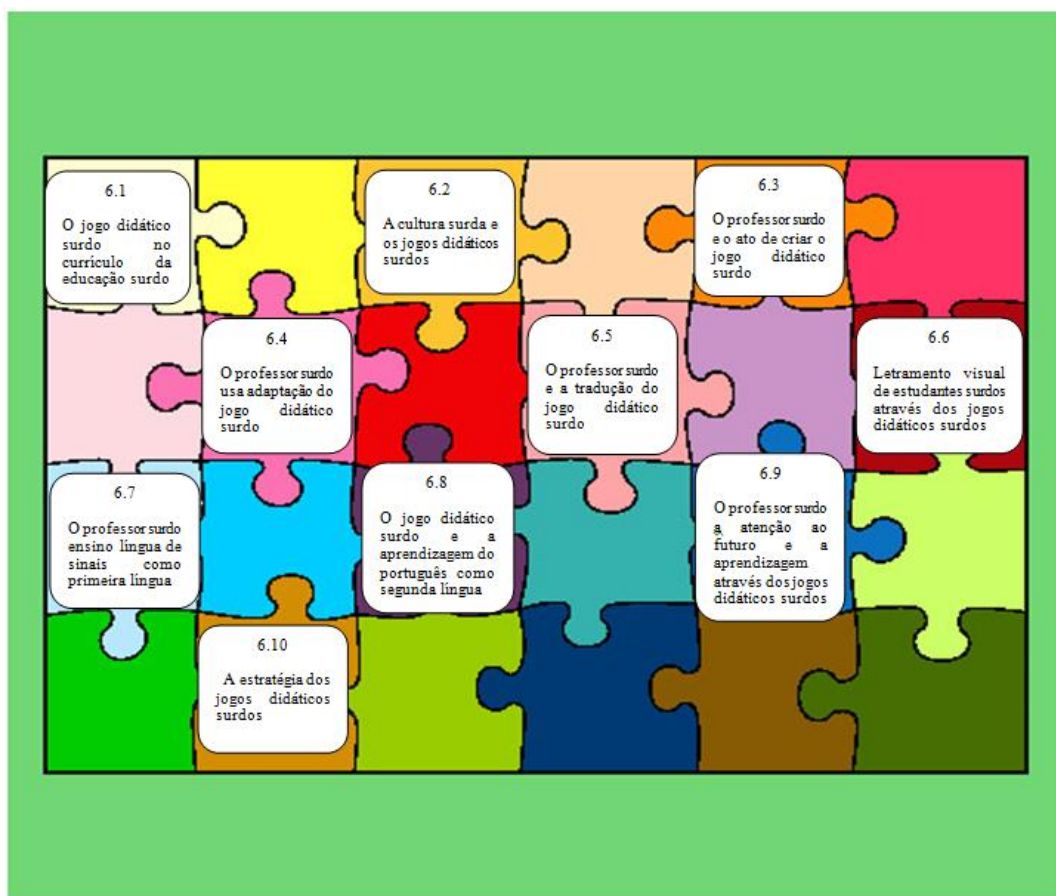 6.1
O jogo didático
surdo no
currículo da
educação surdo
6.2
A cultura surda e
os jogos didáticos
surdos
6.3
O professor surdo
e o ato de criar o
jogo didático
surdo
6.4
O professor surdo
usa adaptação do
jogo didático
surdo
6.5
O professor surdo
e a tradução do
jogo didático
surdo
6.6
Letramento visual
de estudantes surdos
através dos jogos
didáticos surdos
6.7
O professor surdo
ensino língua de
sinais como
primeira língua
6.8
O jogo didático
surdo e a
aprendizagem do
português como
segunda língua
6.9
O professor surdo
a atenção ao
futuro e a
aprendizagem
através dos jogos
didáticos surdos
6.10
A estratégia dos
jogos didáticos
surdos